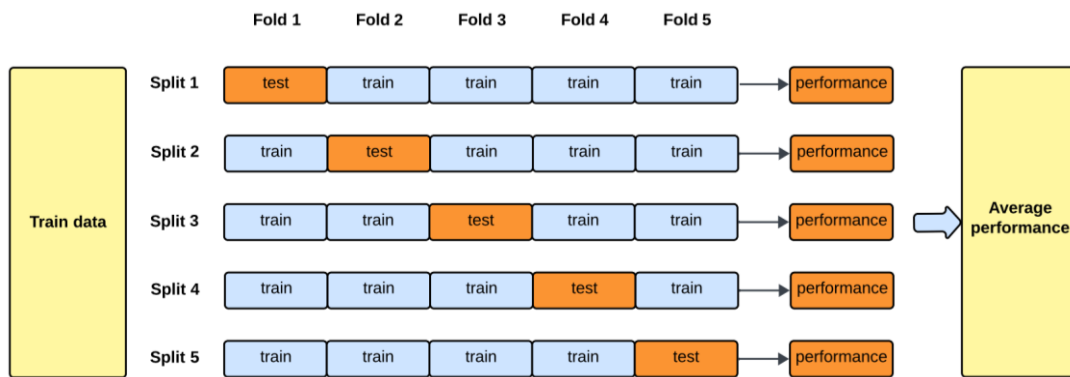 Fold 1 Fold 2 Fold 3 Fold 4 Fold 5
Split 1 test train train train train performance
Split 2 train test train train train performance
Train data
Split 3 train train test train train performance
Average
performance
Split 4 train train train test train performance
Split 5 train train train train test performance